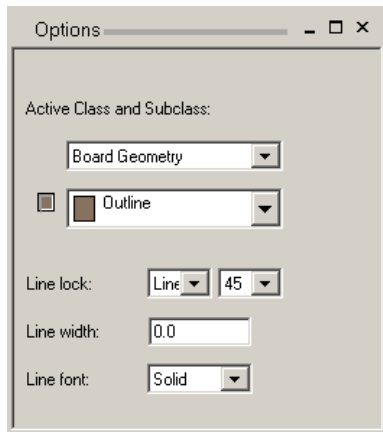 Options
Active Class and Subclass:
Board Geometry
Outline
Line lock: Line 45
Line width: 0.0
Line font: Solid